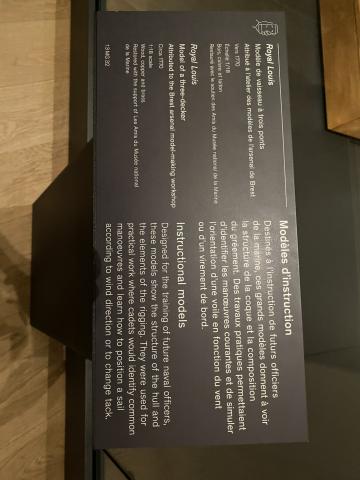 Royal Louis
Modèle de vaisseau à trois ponts
Attribué à l'atelier des modèles de l'arsenal de Brest
Vers 1770
Échelle 1/18
Bois, cuivre et laiton
Restauré avec le soutien des Amis du Musée national de la Marine
Royal Louis
Model of a three-decker
Attributed to the Brest arsenal model-making workshop
Circa 1770
1:18 scale
Wood, copper and brass
Restored with the support of Les Amis du Musée national
de la Marine
13 MG 32
Modèles d'instruction
Destinés à l'instruction de futurs officiers
de la marine, ces grands modèles donnent à voir
la structure de la coque et la composition
du gréement. Des travaux pratiques permettaient
d'identifier les manœuvres courantes et de simuler
l'orientation d'une voile en fonction du vent
ou d'un virement de bord.
Instructional models
Designed for the training of future naval officers,
these models show the structure of the hull and
the elements of the rigging. They were used for
practical work where cadets would identify common
manoeuvres and learn how to position a sail
according to wind direction or to change tack.